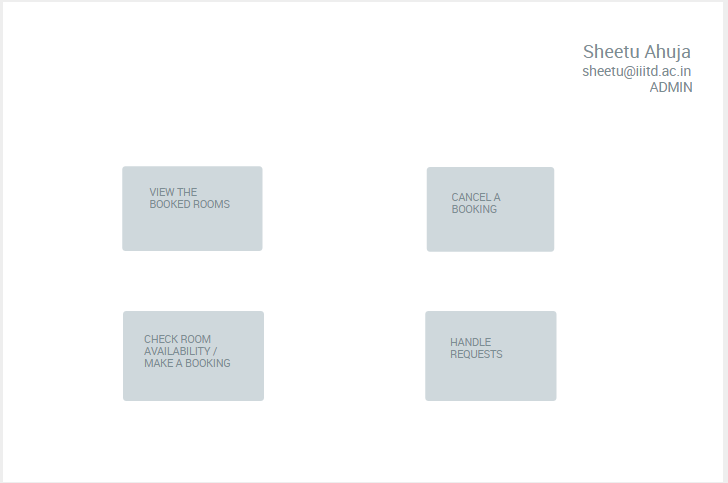 Sheetu Ahuja
sheetu@iiitd.ac.in
ADMIN
VIEW THE
BOOKED ROOMS
CANCEL A
BOOKING
CHECK ROOM
AVAILABILITY /
MAKE A BOOKING
HANDLE
REQUESTS